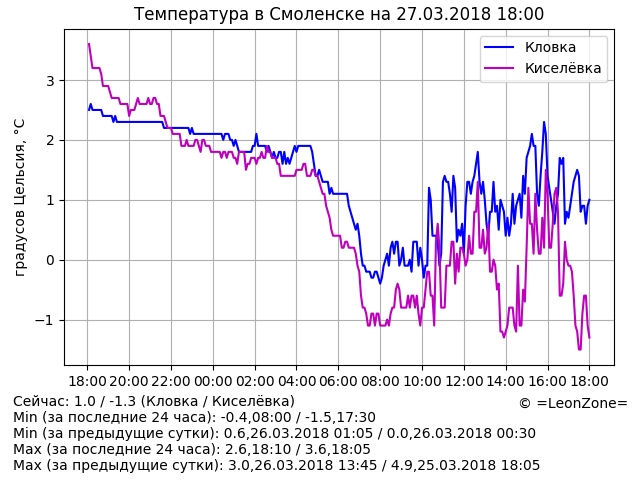 Температура в Смоленске на 27.03.2018 18:00
Кловка
Киселёвка
градусов Цельсия, °C
3
2
1
0
−1
18:00 20:00 22:00 00:00 02:00 04:00 06:00 08:00 10:00 12:00 14:00 16:00 18:00
Сейчас: 1.0 / -1.3 (Кловка / Киселёвка)
© =LeonZone=
Min (за последние 24 часа): -0.4,08:00 / -1.5,17:30
Min (за предыдущие сутки): 0.6,26.03.2018 01:05 / 0.0,26.03.2018 00:30
Max (за последние 24 часа): 2.6,18:10 / 3.6,18:05
Max (за предыдущие сутки): 3.0,26.03.2018 13:45 / 4.9,25.03.2018 18:05